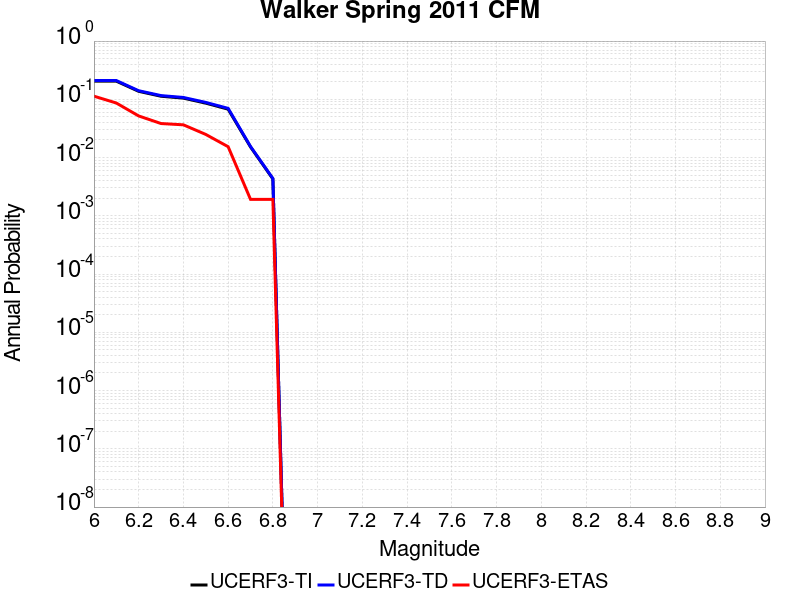 Walker Spring 2011 CFM
10^0
10^-1
10^-2
10^-3
10^-4
10^-5
10^-6
10^-7
10^-8
Annual Probability
6 6.2 6.4 6.6 6.8 7 7.2 7.4 7.6 7.8 8 8.2 8.4 8.6 8.8 9
Magnitude
UCERF3-TI UCERF3-TD UCERF3-ETAS